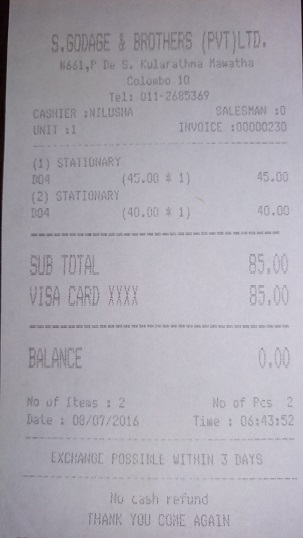 S.GODAGE & BROTHERS (PVT)LTD.
N661,P De S. Kularathna Mawatha
Colombo 10
Tel: 011-2685369
CASHIER :NILUSHA SALESMAN :0
UNIT :1 INVOICE :00000230
(1) STATIONARY
D04 (45.00 * 1) 45.00
(2) STATIONARY
D04 (40.00 * 1) 40.00
SUB TOTAL 85.00
VISA CARD XXXX 85.00
BALANCE 0.00
No of Items : 2 No of Pcs 2
Date : 08/07/2016 Time : 06:43:52
EXCHANGE POSSIBLE WITHIN 3 DAYS
No cash refund
THANK YOU COME AGAIN